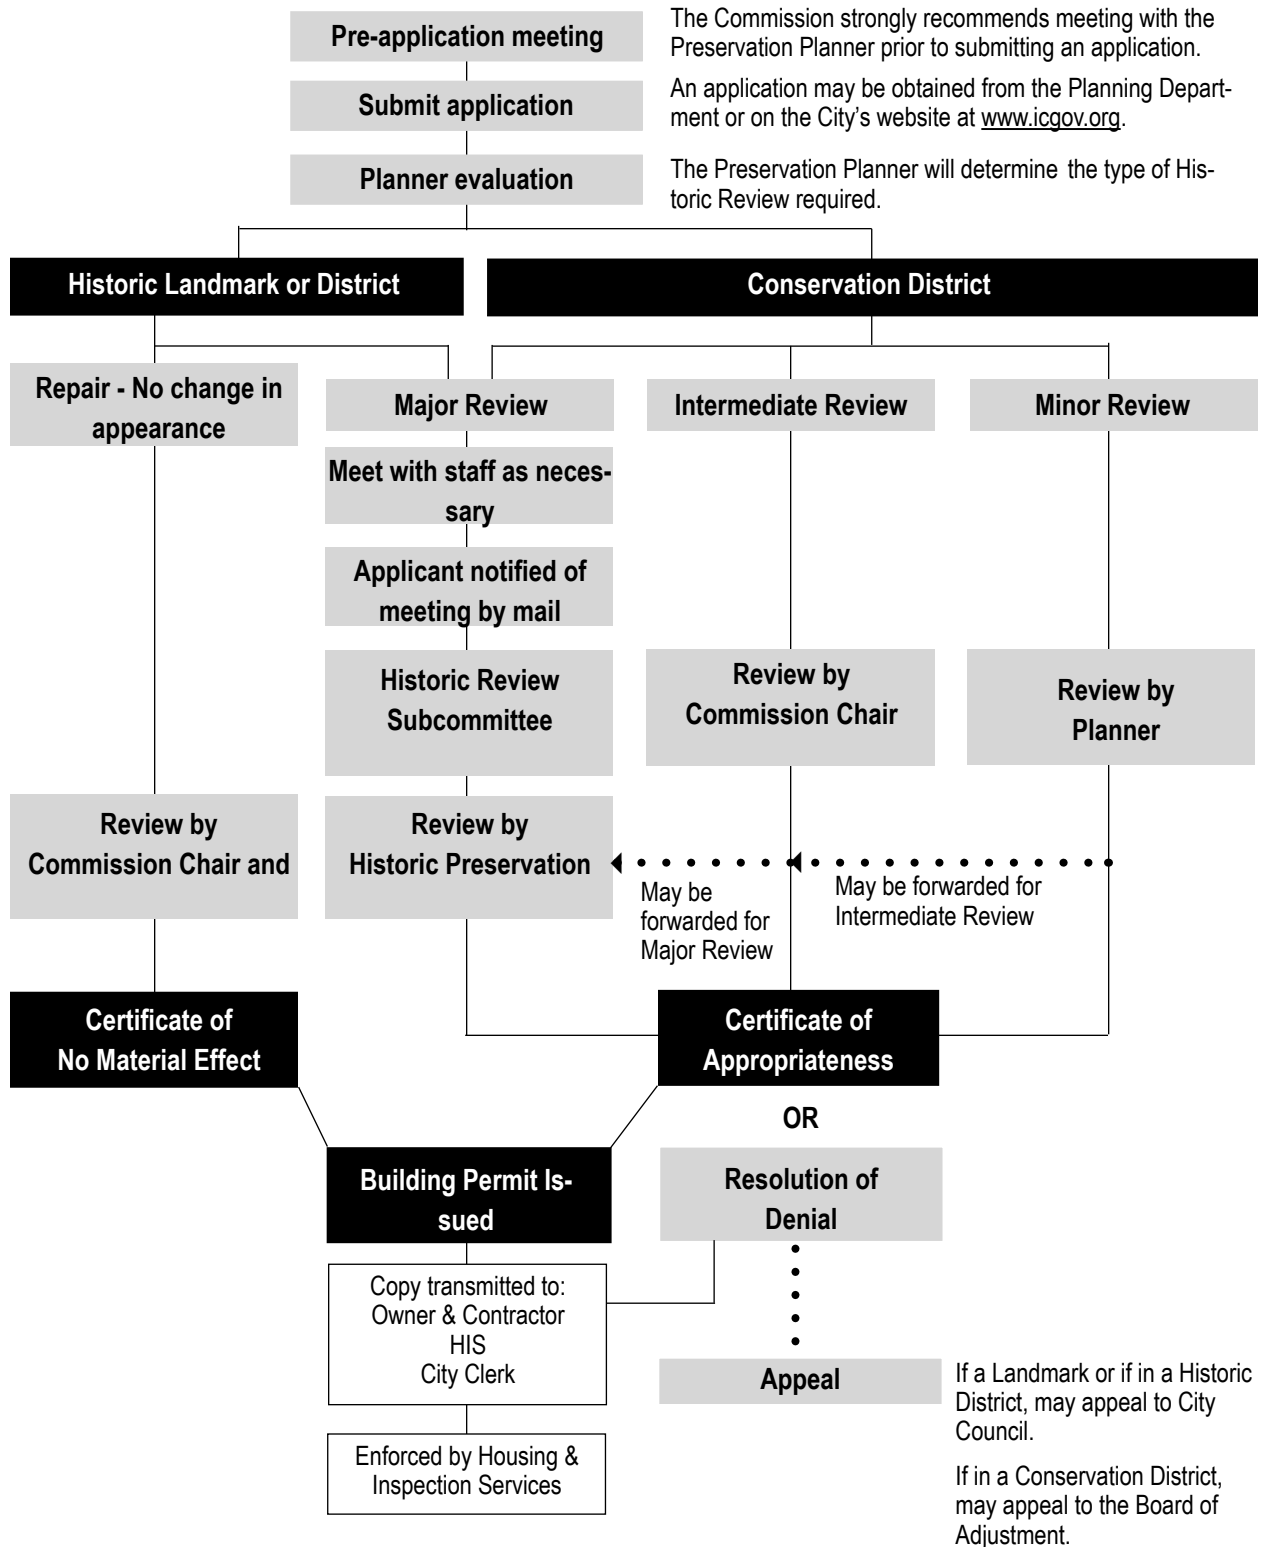 Pre-application meeting
The Commission strongly recommends meeting with the
Preservation Planner prior to submitting an application.
Submit application
An application may be obtained from the Planning Depart-
ment or on the City's website at www.icgov.org.
Planner evaluation
The Preservation Planner will determine the type of His-
toric Review required.
Historic Landmark or District
Conservation District
Repair - No change in
appearance
Major Review
Intermediate Review
Minor Review
Meet with staff as neces-
sary
Applicant notified of
meeting by mail
Historic Review
Subcommittee
Review by
Commission Chair
Review by
Planner
Review by
Commission Chair and
Review by
Historic Preservation
May be
forwarded for
Major Review
May be forwarded for
Intermediate Review
Certificate of
No Material Effect
Certificate of
Appropriateness
OR
Building Permit Is-
sued
Resolution of
Denial
Copy transmitted to:
Owner & Contractor
HIS
City Clerk
Appeal
If a Landmark or if in a Historic
District, may appeal to City
Council.
Enforced by Housing &
Inspection Services
If in a Conservation District,
may appeal to the Board of
Adjustment.